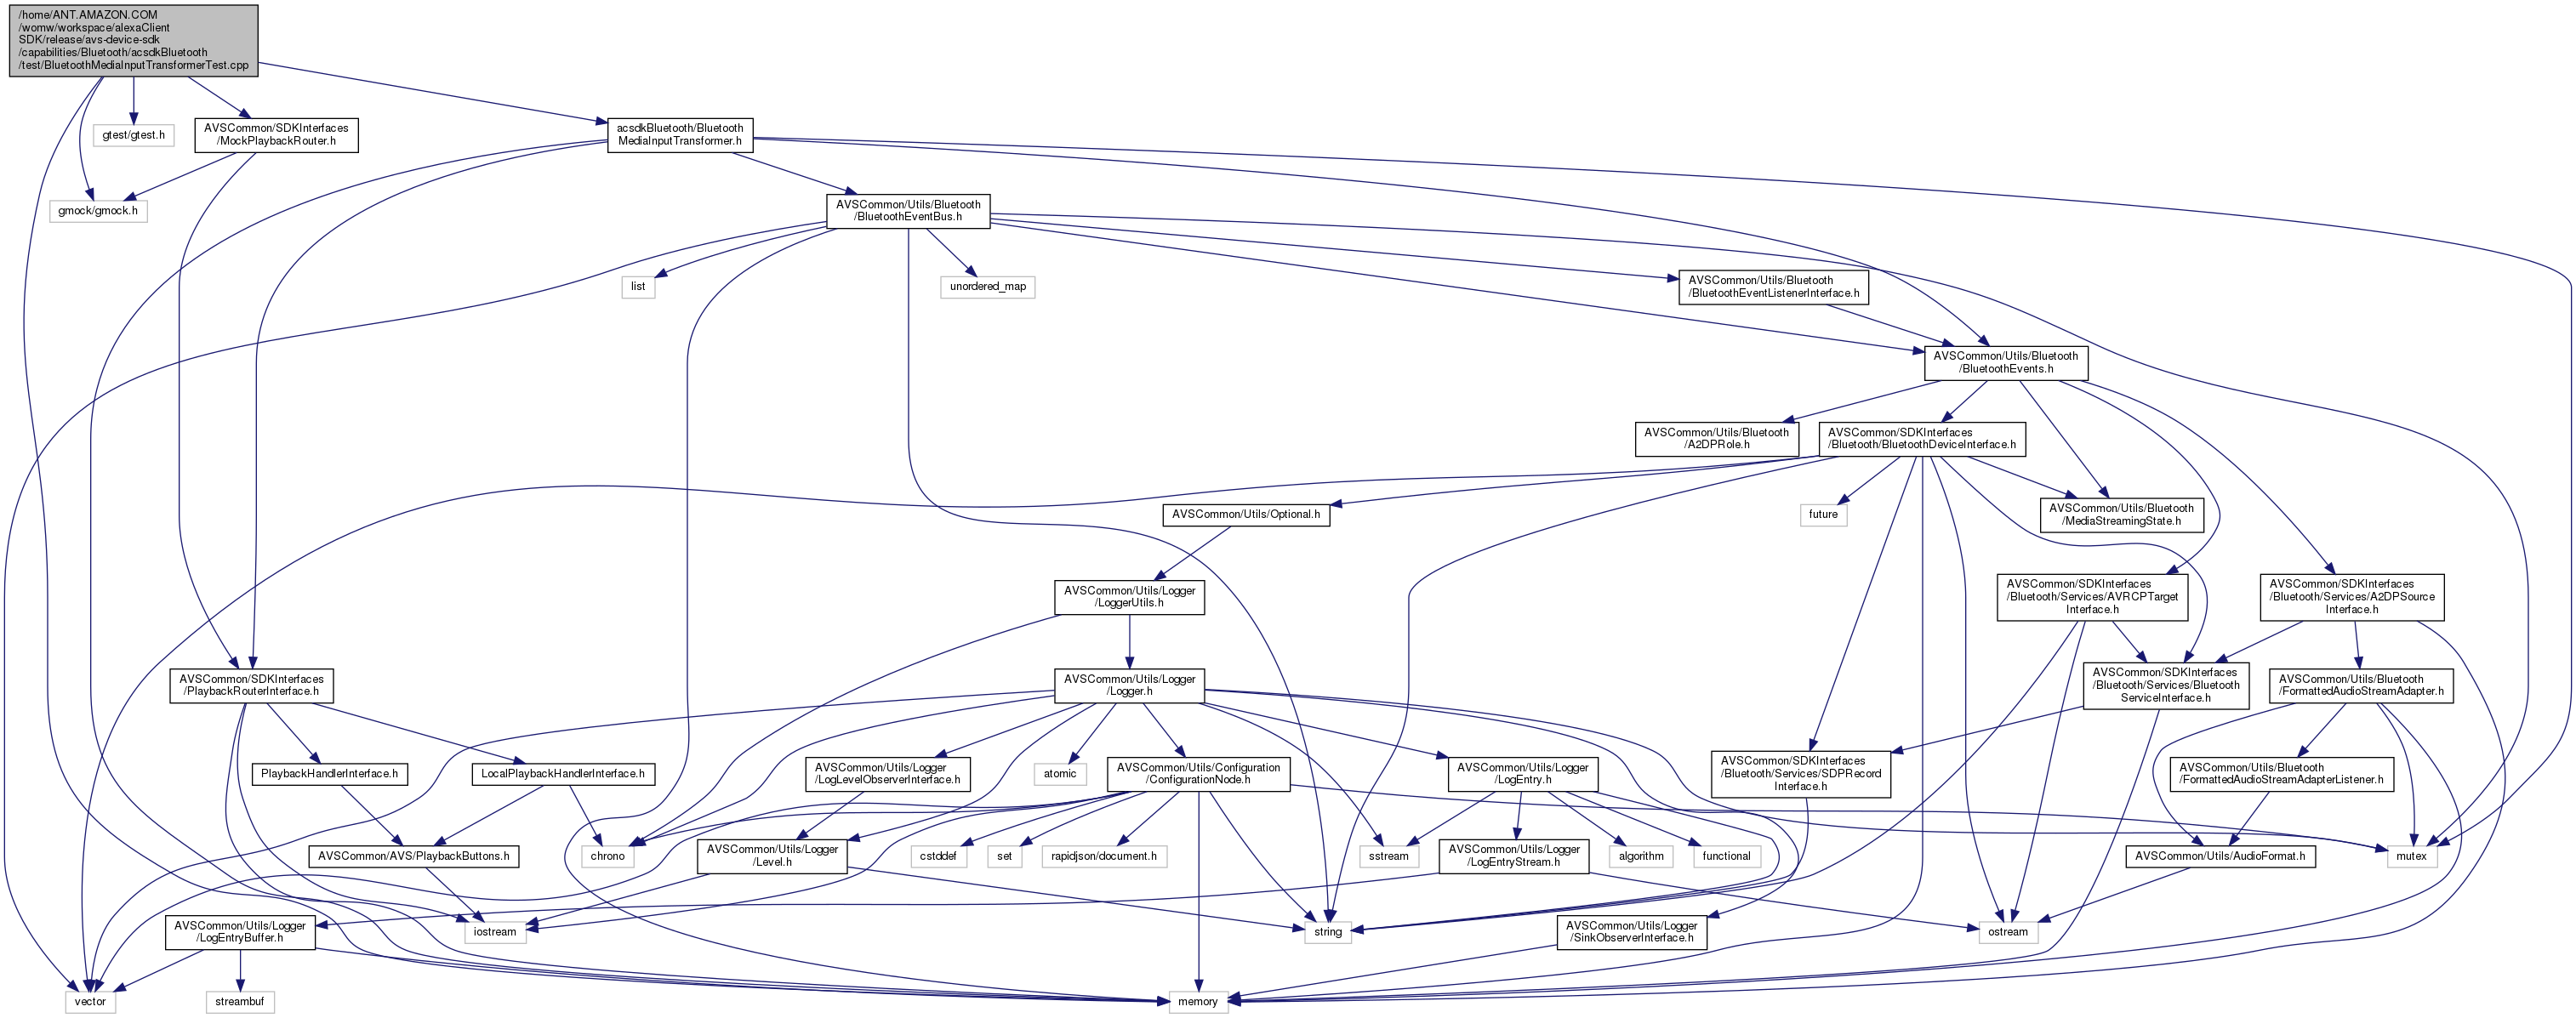 /home/ANT.AMAZON.COM
/womw/workspace/alexaClient
SDK/release/avs-device-sdk
/capabilities/Bluetooth/acsdkBluetooth
/test/BluetoothMediaInputTransformerTest.cpp
gtest/gtest.h
AVSCommon/SDKInterfaces
/MockPlaybackRouter.h
acsdkBluetooth/Bluetooth
MediaInputTransformer.h
gmock/gmock.h
AVSCommon/Utils/Bluetooth
/BluetoothEventBus.h
list
unordered_map
AVSCommon/Utils/Bluetooth
/BluetoothEventListenerInterface.h
AVSCommon/Utils/Bluetooth
/BluetoothEvents.h
AVSCommon/Utils/Bluetooth
/A2DPRole.h
AVSCommon/SDKInterfaces
/Bluetooth/BluetoothDeviceInterface.h
AVSCommon/Utils/Optional.h
future
AVSCommon/Utils/Bluetooth
/MediaStreamingState.h
AVSCommon/Utils/Logger
/LoggerUtils.h
AVSCommon/SDKInterfaces
/Bluetooth/Services/AVRCPTarget
Interface.h
AVSCommon/SDKInterfaces
/Bluetooth/Services/A2DPSource
Interface.h
AVSCommon/SDKInterfaces
/PlaybackRouterInterface.h
AVSCommon/Utils/Logger
/Logger.h
AVSCommon/SDKInterfaces
/Bluetooth/Services/Bluetooth
ServiceInterface.h
AVSCommon/Utils/Bluetooth
/FormattedAudioStreamAdapter.h
PlaybackHandlerInterface.h
LocalPlaybackHandlerInterface.h
AVSCommon/Utils/Logger
/LogLevelObserverInterface.h
atomic
AVSCommon/Utils/Configuration
/ConfigurationNode.h
AVSCommon/Utils/Logger
/LogEntry.h
AVSCommon/SDKInterfaces
/Bluetooth/Services/SDPRecord
Interface.h
AVSCommon/Utils/Bluetooth
/FormattedAudioStreamAdapterListener.h
AVSCommon/AVS/PlaybackButtons.h
chrono
AVSCommon/Utils/Logger
/Level.h
cstddef
set
rapidjson/document.h
sstream
AVSCommon/Utils/Logger
/LogEntryStream.h
algorithm
functional
AVSCommon/Utils/AudioFormat.h
mutex
AVSCommon/Utils/Logger
/LogEntryBuffer.h
iostream
string
AVSCommon/Utils/Logger
/SinkObserverInterface.h
ostream
vector
streambuf
memory